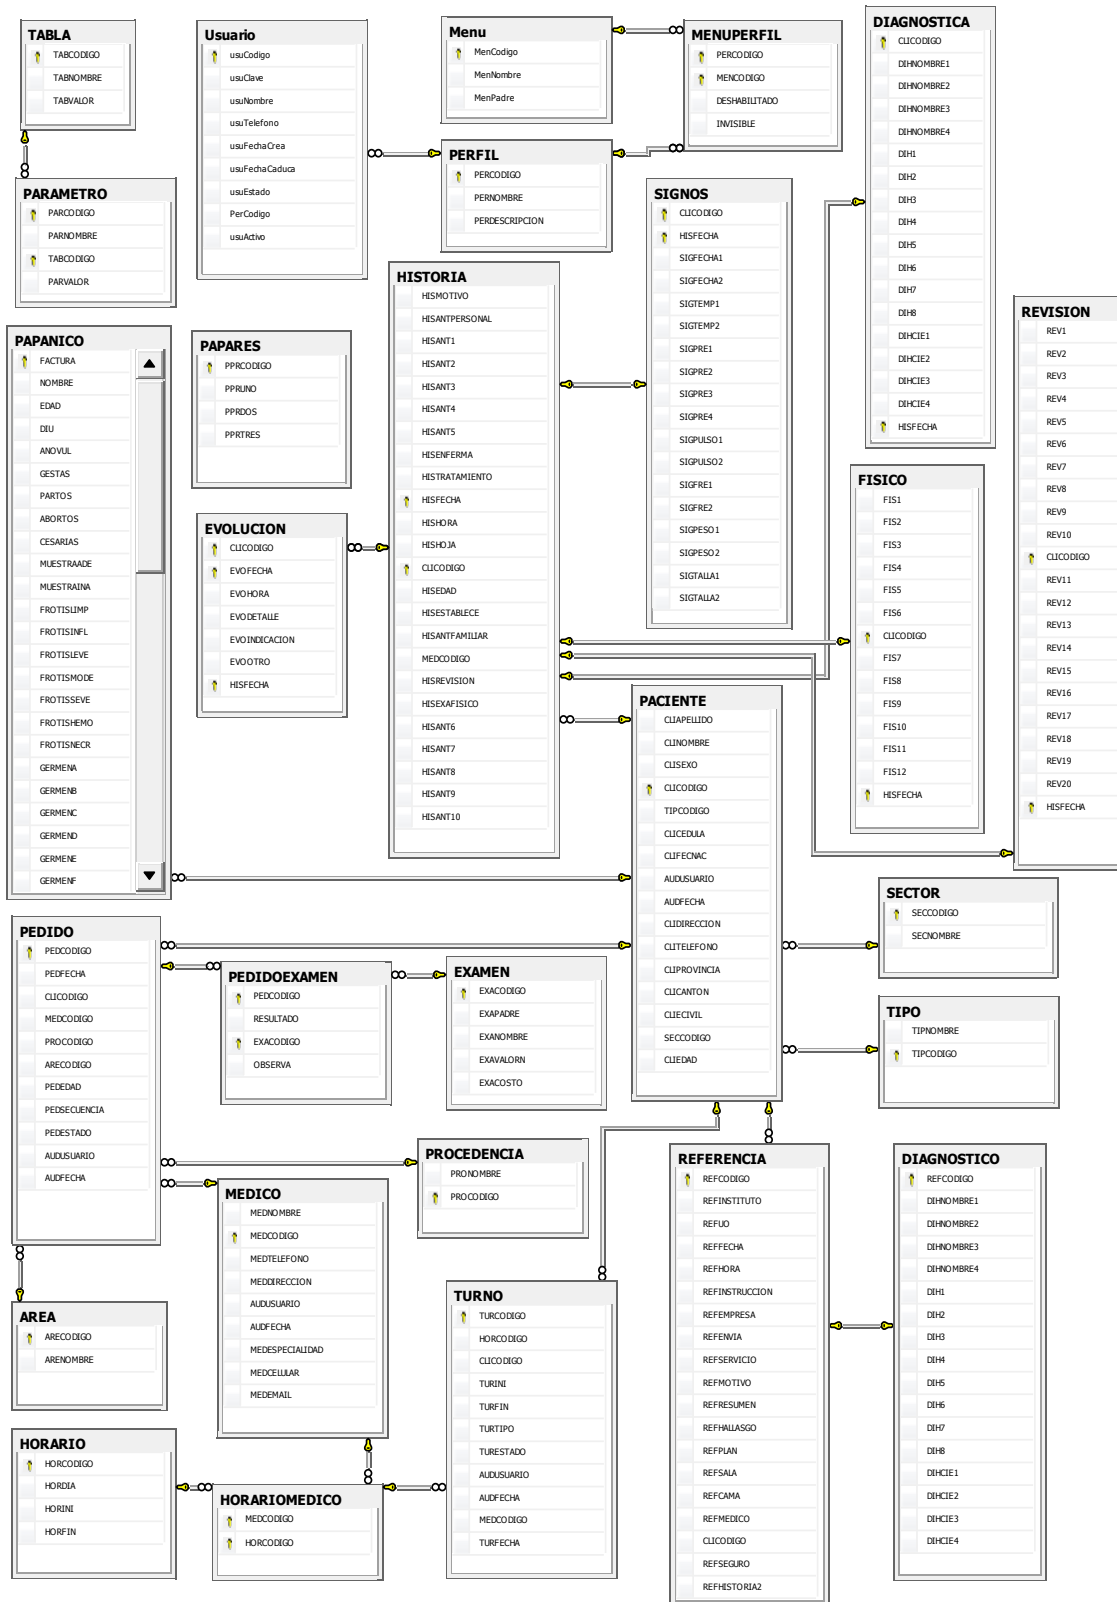 TABLA
TABCODIGO
TABNOMBRE
TABVALOR
Usuario
usuCodigo
usuClave
usuNombre
usuTelefono
usuFechaCrea
usuFechaCaduca
usuEstado
PerCodigo
usuActivo
Menu
MenCodigo
MenNombre
MenPadre
MENUPERFIL
PERCODIGO
MENCODIGO
DESHABILITADO
INVISIBLE
DIAGNOSTICA
CLICODIGO
DIHNOMBRE1
DIHNOMBRE2
DIHNOMBRE3
DIHNOMBRE4
DIH1
DIH2
DIH3
DIH4
DIH5
DIH6
DIH7
DIH8
DIHCIE1
DIHCIE2
DIHCIE3
DIHCIE4
HISFECHA
PERFIL
PERCODIGO
PERNOMBRE
PERDESCRIPCION
PARAMETRO
PARCODIGO
PARNOMBRE
TABCODIGO
PARVALOR
SIGNOS
CLICODIGO
HISFECHA
SIGFECHA1
SIGFECHA2
SIGTEMP1
SIGTEMP2
SIGPRE1
SIGPRE2
SIGPRE3
SIGPRE4
SIGPULSO1
SIGPULSO2
SIGFRE1
SIGFRE2
SIGPESO1
SIGPESO2
SIGTALLA1
SIGTALLA2
HISTORIA
HISMOTIVO
HISANTPERSONAL
HISANT1
HISANT2
HISANT3
HISANT4
HISANT5
HISENFERMA
HISTRATAMIENTO
HISFECHA
HISHORA
HISHOJA
CLICODIGO
HISEDAD
HISESTABLECE
HISANTFAMILIAR
MEDCODIGO
HISREVISION
HISEXAFISICO
HISANT6
HISANT7
HISANT8
HISANT9
HISANT10
REVISION
REV1
REV2
REV3
REV4
REV5
REV6
REV7
REV8
REV9
REV10
CLICODIGO
REV11
REV12
REV13
REV14
REV15
REV16
REV17
REV18
REV19
REV20
HISFECHA
PAPANICO
FACTURA
NOMBRE
EDAD
DIU
ANOVUL
GESTAS
PARTOS
ABORTOS
CESARIAS
MUESTRAADE
MUESTRAINA
FROTISLIMP
FROTISINFL
FROTISLEVE
FROTISMODE
FROTISSEVE
FROTISHEMO
FROTISNECR
GERMENA
GERMENB
GERMENC
GERMEND
GERMENE
GERMENF
PAPARES
PPRCODIGO
PPRUNO
PPRDOS
PPRTRES
FISICO
FIS1
FIS2
FIS3
FIS4
FIS5
FIS6
CLICODIGO
FIS7
FIS8
FIS9
FIS10
FIS11
FIS12
HISFECHA
EVOLUCION
CLICODIGO
EVOFECHA
EVOHORA
EVODETALLE
EVOINDICACION
EVOOTRO
HISFECHA
PACIENTE
CLIAPELLIDO
CLINOMBRE
CLISEXO
CLICODIGO
TIPCODIGO
CLICEDULA
CLIFECNAC
AUDUSUARIO
AUDFECHA
CLIDIRECCION
CLITELEFONO
CLIPROVINCIA
CLICANTON
CLIECIVIL
SECCODIGO
CLIEDAD
SECTOR
SECCODIGO
SECNOMBRE
PEDIDO
PEDCODIGO
PEDFECHA
CLICODIGO
MEDCODIGO
PROCODIGO
ARECODIGO
PEDEDAD
PEDSECUENCIA
PEDESTADO
AUDUSUARIO
AUDFECHA
PEDIDOEXAMEN
PEDCODIGO
RESULTADO
EXACODIGO
OBSERVA
EXAMEN
EXACODIGO
EXAPADRE
EXANOMBRE
EXAVALORN
EXACOSTO
TIPO
TIPNOMBRE
TIPCODIGO
PROCEDENCIA
PRONOMBRE
PROCODIGO
REFERENCIA
REFCODIGO
REFINSTITUTO
REFUO
REFFECHA
REFHORA
REFINSTRUCCION
REFEMPRESA
REFENVIA
REFSERVICIO
REFMOTIVO
REFRESUMEN
REFHALLASGO
REFPLAN
REFSALA
REFCAMA
REFMEDICO
CLICODIGO
REFSEGURO
REFHISTORIA2
DIAGNOSTICO
REFCODIGO
DIHNOMBRE1
DIHNOMBRE2
DIHNOMBRE3
DIHNOMBRE4
DIH1
DIH2
DIH3
DIH4
DIH5
DIH6
DIH7
DIH8
DIHCIE1
DIHCIE2
DIHCIE3
DIHCIE4
MEDICO
MEDNOMBRE
MEDCODIGO
MEDTELEFONO
MEDDIRECCION
AUDUSUARIO
AUDFECHA
MEDESPECIALIDAD
MEDCELULAR
MEDEMAIL
TURNO
TURCODIGO
HORCODIGO
CLICODIGO
TURINI
TURFIN
TURTIPO
TURESTADO
AUDUSUARIO
AUDFECHA
MEDCODIGO
TURFECHA
AREA
ARECODIGO
ARENOMBRE
HORARIO
HORCODIGO
HORDIA
HORINI
HORFIN
HORARIOMEDICO
MEDCODIGO
HORCODIGO